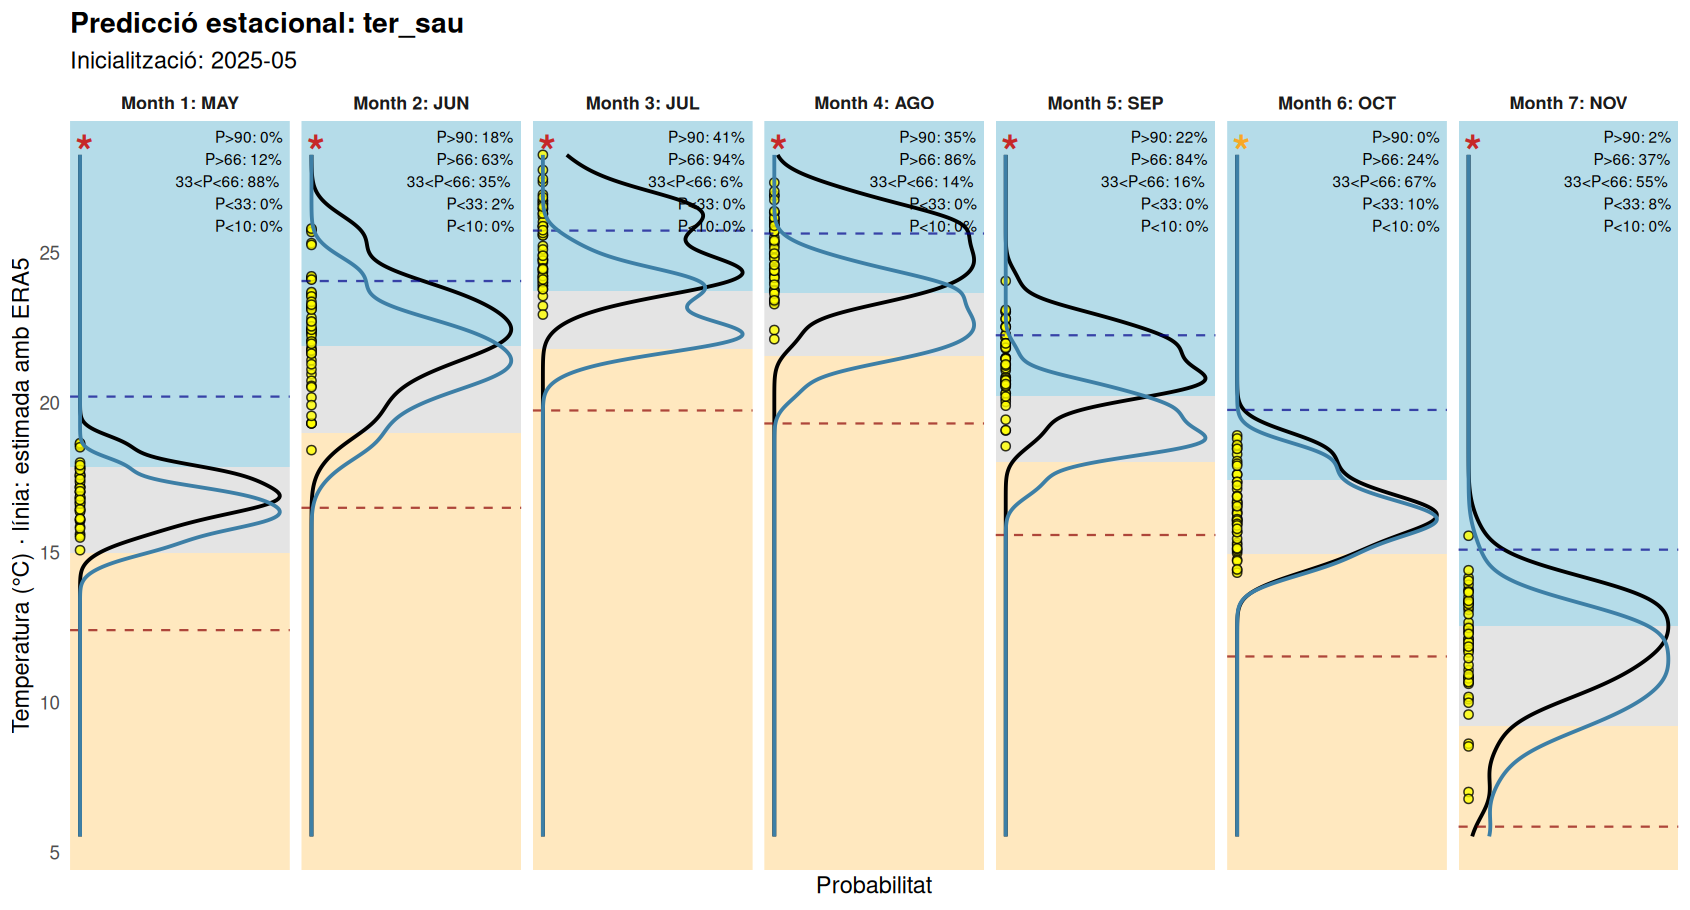 Predicció estacional: ter_sau
Inicialització: 2025-05
Month 1: MAY
Month 2: JUN
Month 3: JUL
Month 4: AGO
Month 5: SEP
Month 6: OCT
Month 7: NOV
P>90: 0%
P>66: 12%
33<P<66: 88%
P<33: 0%
P<10: 0%
P>90: 18%
P>66: 63%
33<P<66: 35%
P<33: 2%
P<10: 0%
P>90: 41%
P>66: 94%
33<P<66: 6%
P<33: 0%
P<10: 0%
P>90: 35%
P>66: 86%
33<P<66: 14%
P<33: 0%
P<10: 0%
P>90: 22%
P>66: 84%
33<P<66: 16%
P<33: 0%
P<10: 0%
P>90: 0%
P>66: 24%
33<P<66: 67%
P<33: 10%
P<10: 0%
P>90: 2%
P>66: 37%
33<P<66: 55%
P<33: 8%
P<10: 0%
Temperatura (°C) · línia: estimada amb ERA5
25
20
15
10
5
Probabilitat